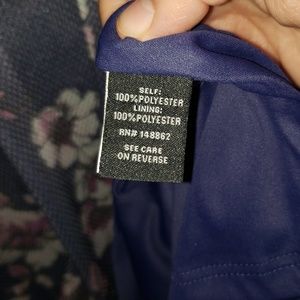 SELF:
100%POLYESTER
LINING:
100%POLYESTER
RN# 148862
SEE CARE
ON REVERSE